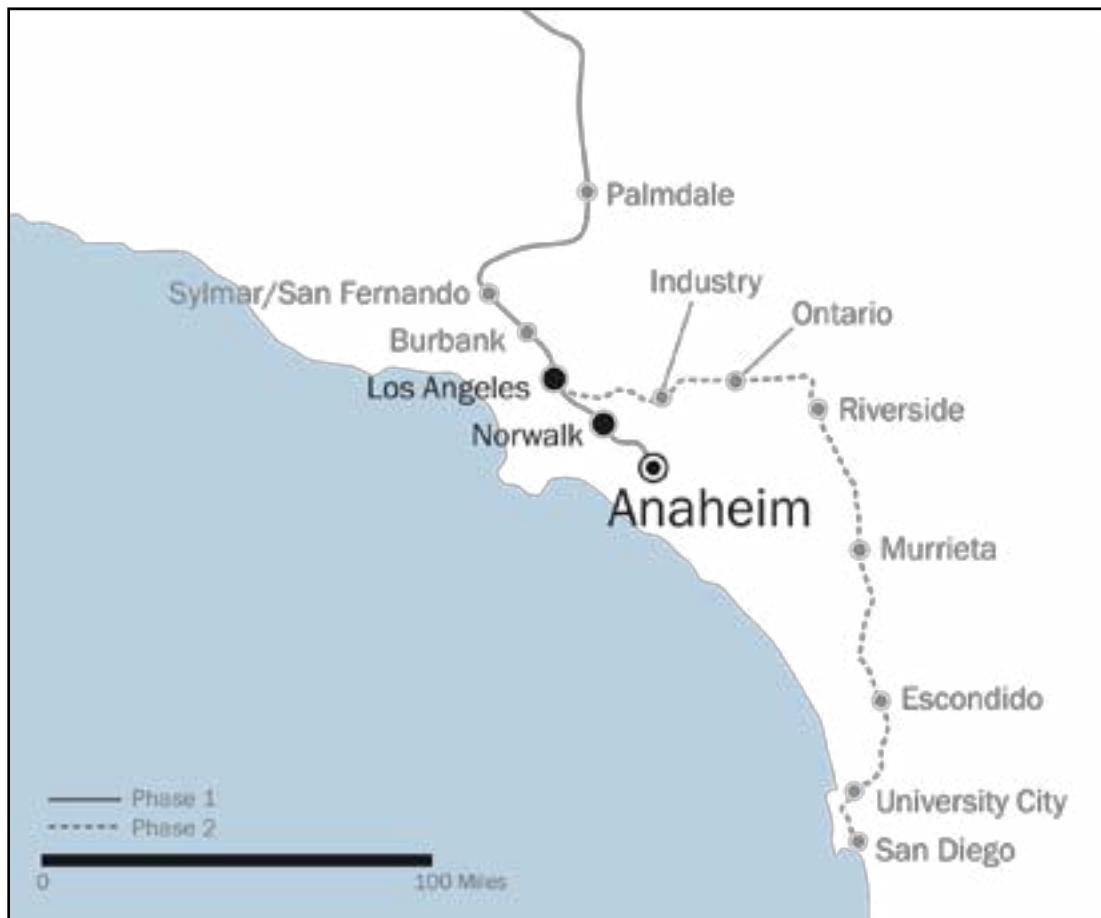 Palmdale
Industry
Sylmar/San Fernando
Ontario
Burbank
Los Angeles
Riverside
Norwalk
Anaheim
Murrieta
Escondido
University City
San Diego
Phase 1
Phase 2
0 100 Miles